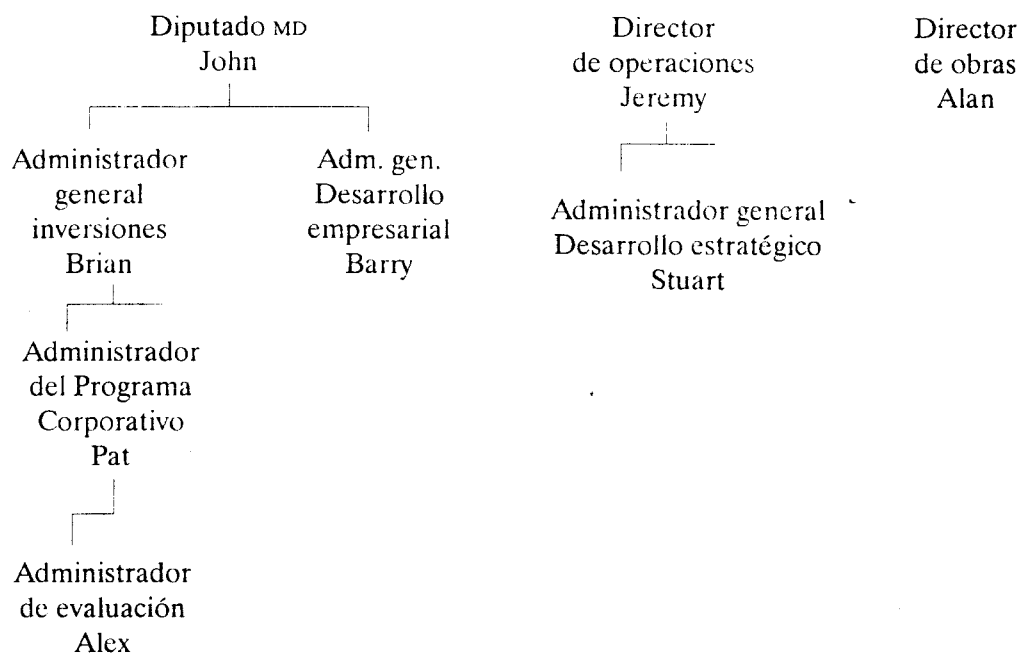 Diputado MD
John
Director
de operaciones
Jeremy
Director
de obras
Alan
Administrador
general
inversiones
Brian
Adm. gen.
Desarrollo
empresarial
Barry
Administrador general
Desarrollo estratégico
Stuart
Administrador
del Programa
Corporativo
Pat
Administrador
de evaluación
Alex